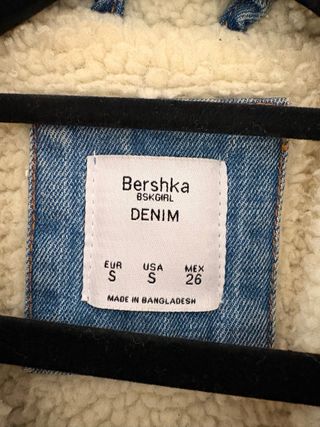 Bershka
BSKGIRL
DENIM
EUR USA MEX
S S 26
MADE IN BANGLADESH